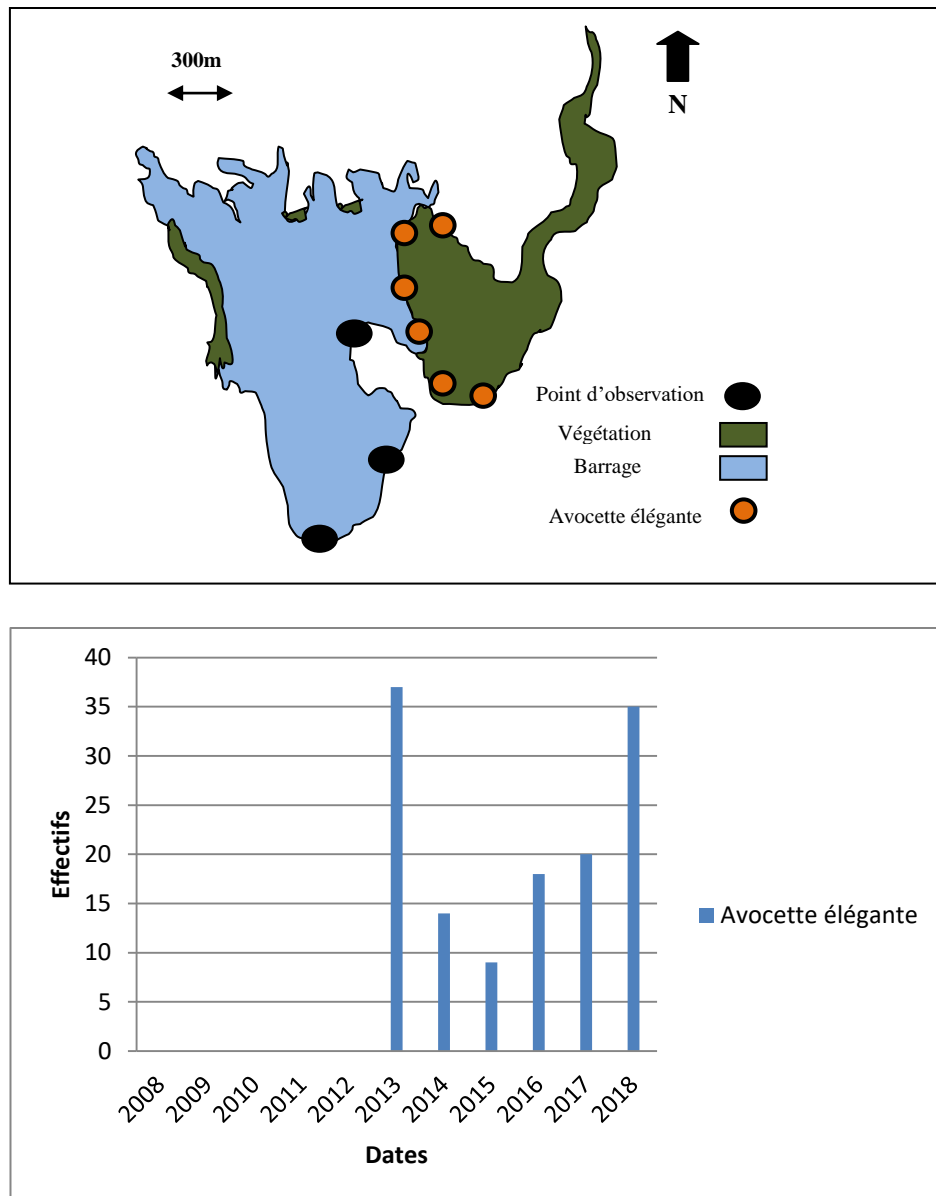 300m
N
Point d'observation
Végétation
Barrage
Avocette élégante
40
35
30
25
20
15
10
5
0
Effectifs
2008
2009
2010
2011
2012
2013
2014
2015
2016
2017
2018
Dates
Avocette élégante